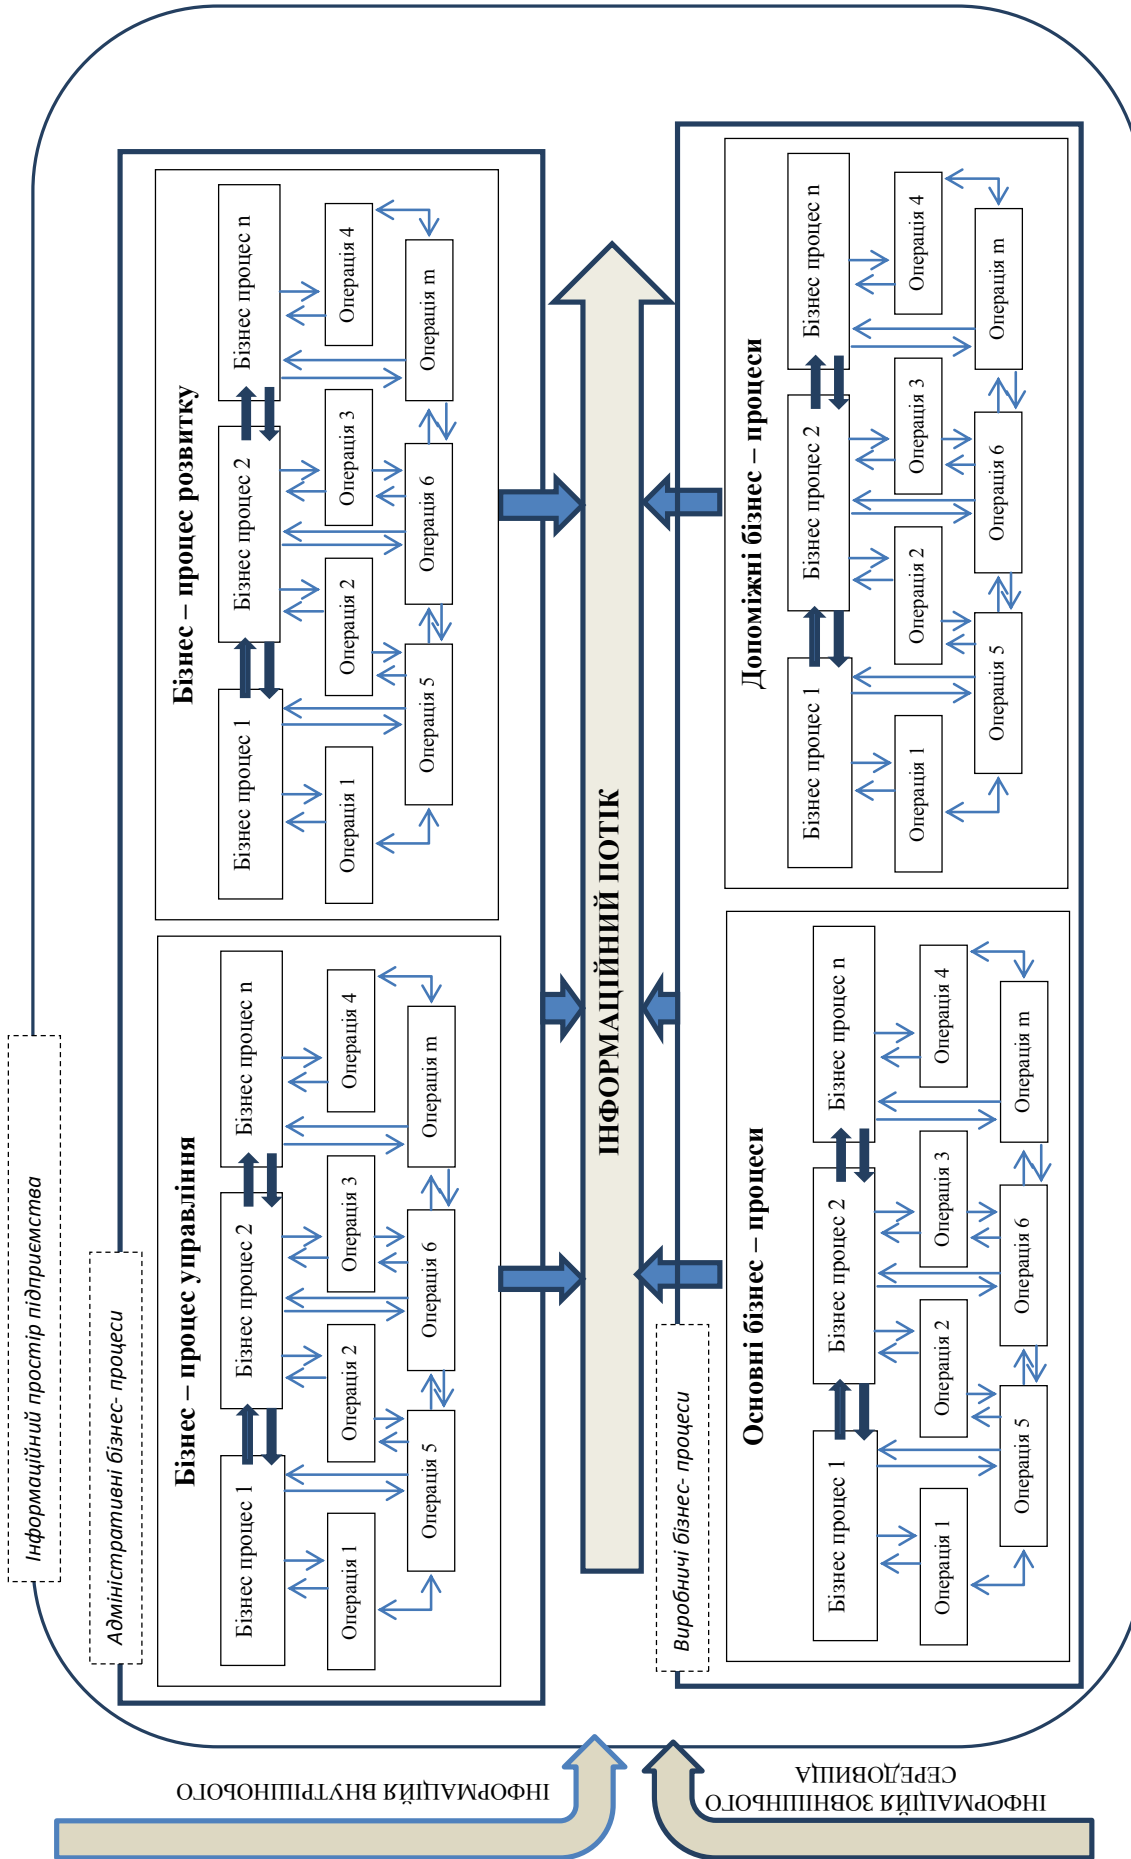 Інформаційний простір підприємства
Адміністративні бізнес- процеси
Бізнес – процес управління
Бізнес процес 1
Бізнес процес 2
Бізнес процес n
Операція 1
Операція 2
Операція 3
Операція 4
Операція 5
Операція 6
Операція m
Бізнес – процес розвитку
Бізнес процес 1
Бізнес процес 2
Бізнес процес n
Операція 1
Операція 2
Операція 3
Операція 4
Операція 5
Операція 6
Операція m
ІНФОРМАЦІЯ ВНУТРІШНЬОГО
ІНФОРМАЦІЙНИЙ ПОТІК
ІНФОРМАЦІЯ ЗОВНІШНЬОГО
СЕРЕДОВИЩА
Виробничі бізнес- процеси
Основні бізнес – процеси
Бізнес процес 1
Бізнес процес 2
Бізнес процес n
Операція 1
Операція 2
Операція 3
Операція 4
Операція 5
Операція 6
Операція m
Допоміжні бізнес – процеси
Бізнес процес 1
Бізнес процес 2
Бізнес процес n
Операція 1
Операція 2
Операція 3
Операція 4
Операція 5
Операція 6
Операція m